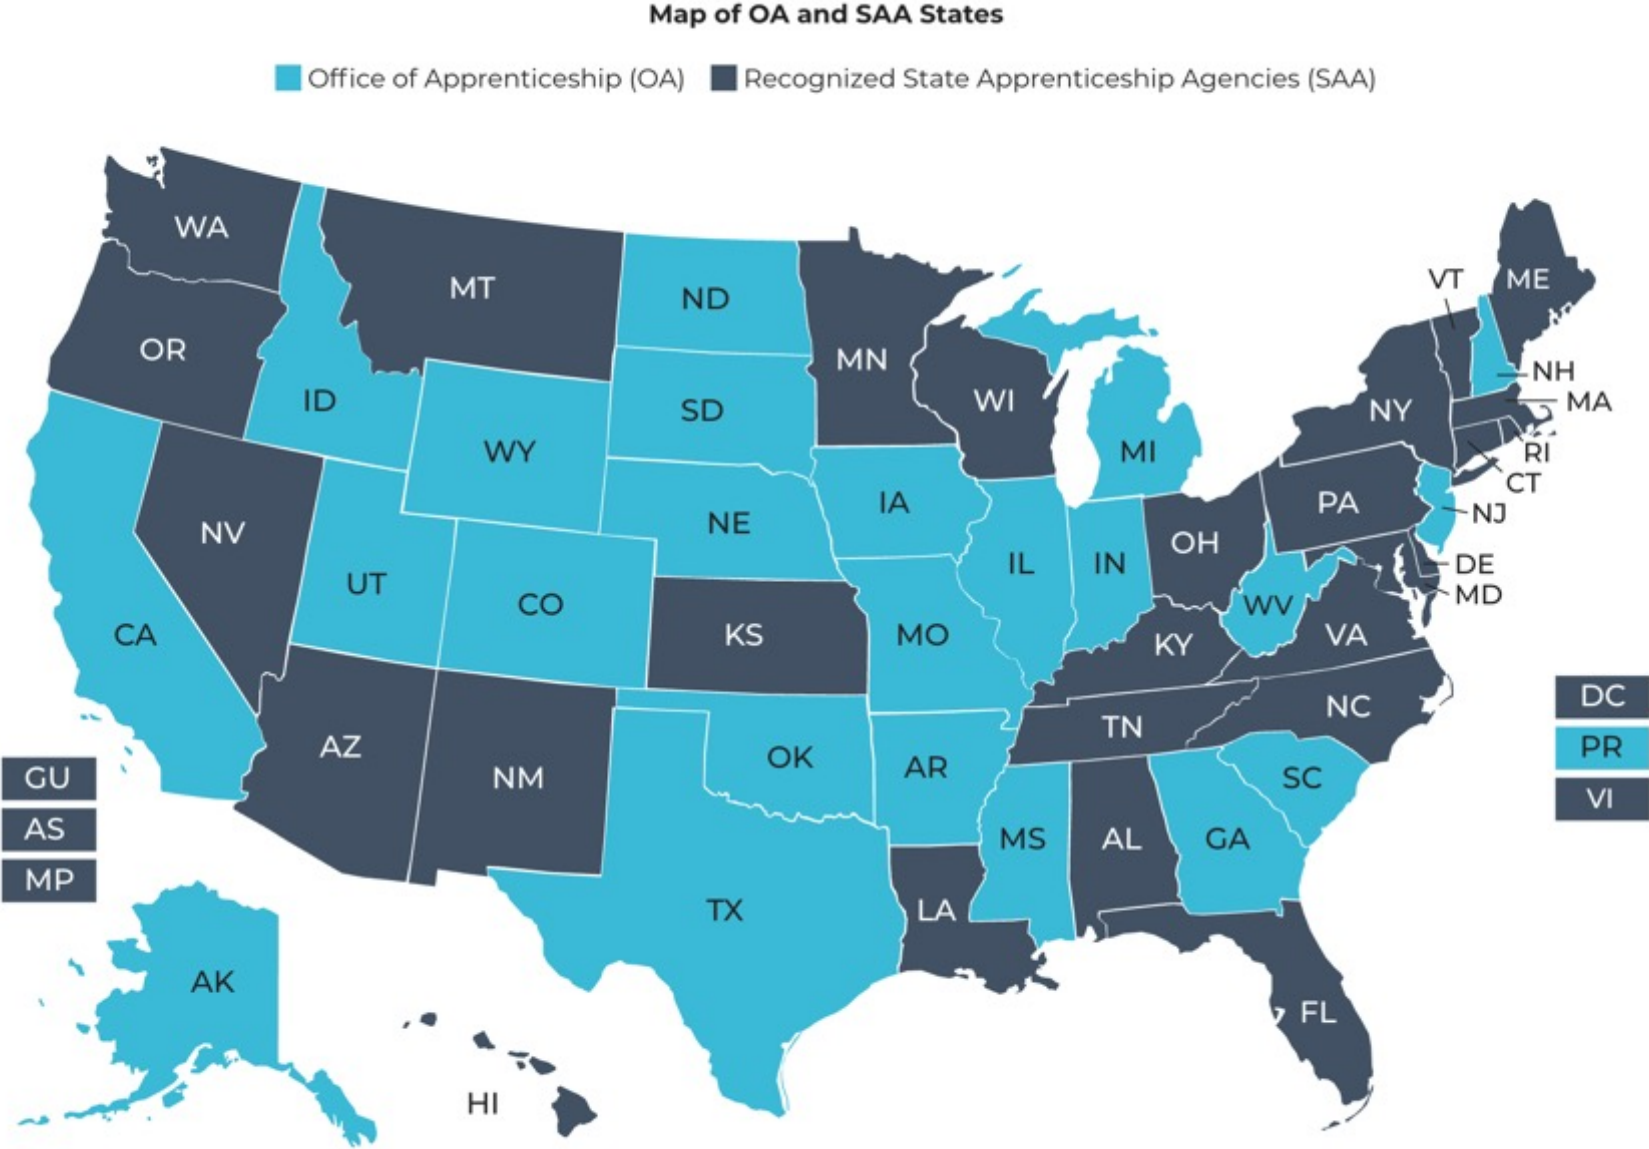 Map of OA and SAA States
Office of Apprenticeship (OA) Recognized State Apprenticeship Agencies (SAA)
WA
MT
ND
VT
ME
OR
MN
ID
SD
WI
NY
NH
MA
WY
MI
RI
IA
CT
NE
PA
NJ
NV
OH
UT
CO
IL
IN
DE
WV
MD
CA
KS
MO
KY
VA
DC
NC
TN
AZ
PR
OK
AR
SC
GU
NM
VI
AS
MS
AL
GA
MP
TX
LA
AK
FL
HI